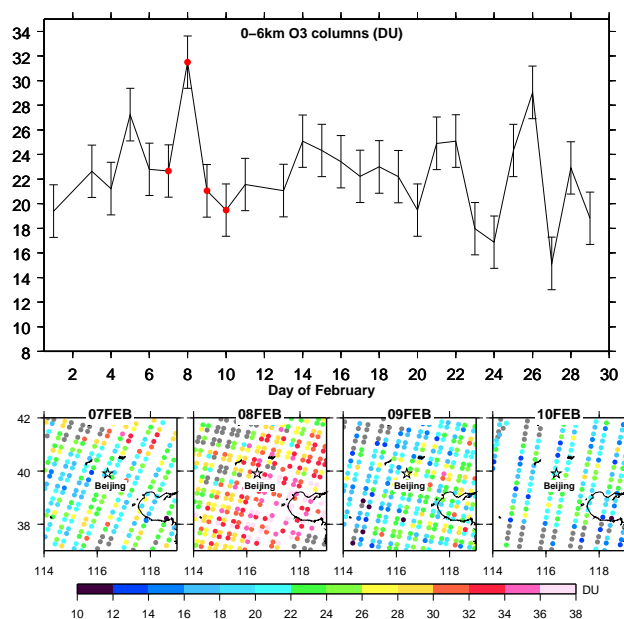 0–6km O3 columns (DU)
34
32
30
28
26
24
22
20
18
16
14
12
10
8
2 4 6 8 10 12 14 16 18 20 22 24 26 28 30
Day of February
07FEB 08FEB 09FEB 10FEB
42
40
38
Beijing Beijing Beijing Beijing
114 116 118 114 116 118 114 116 118 114 116 118
DU
10 12 14 16 18 20 22 24 26 28 30 32 34 36 38